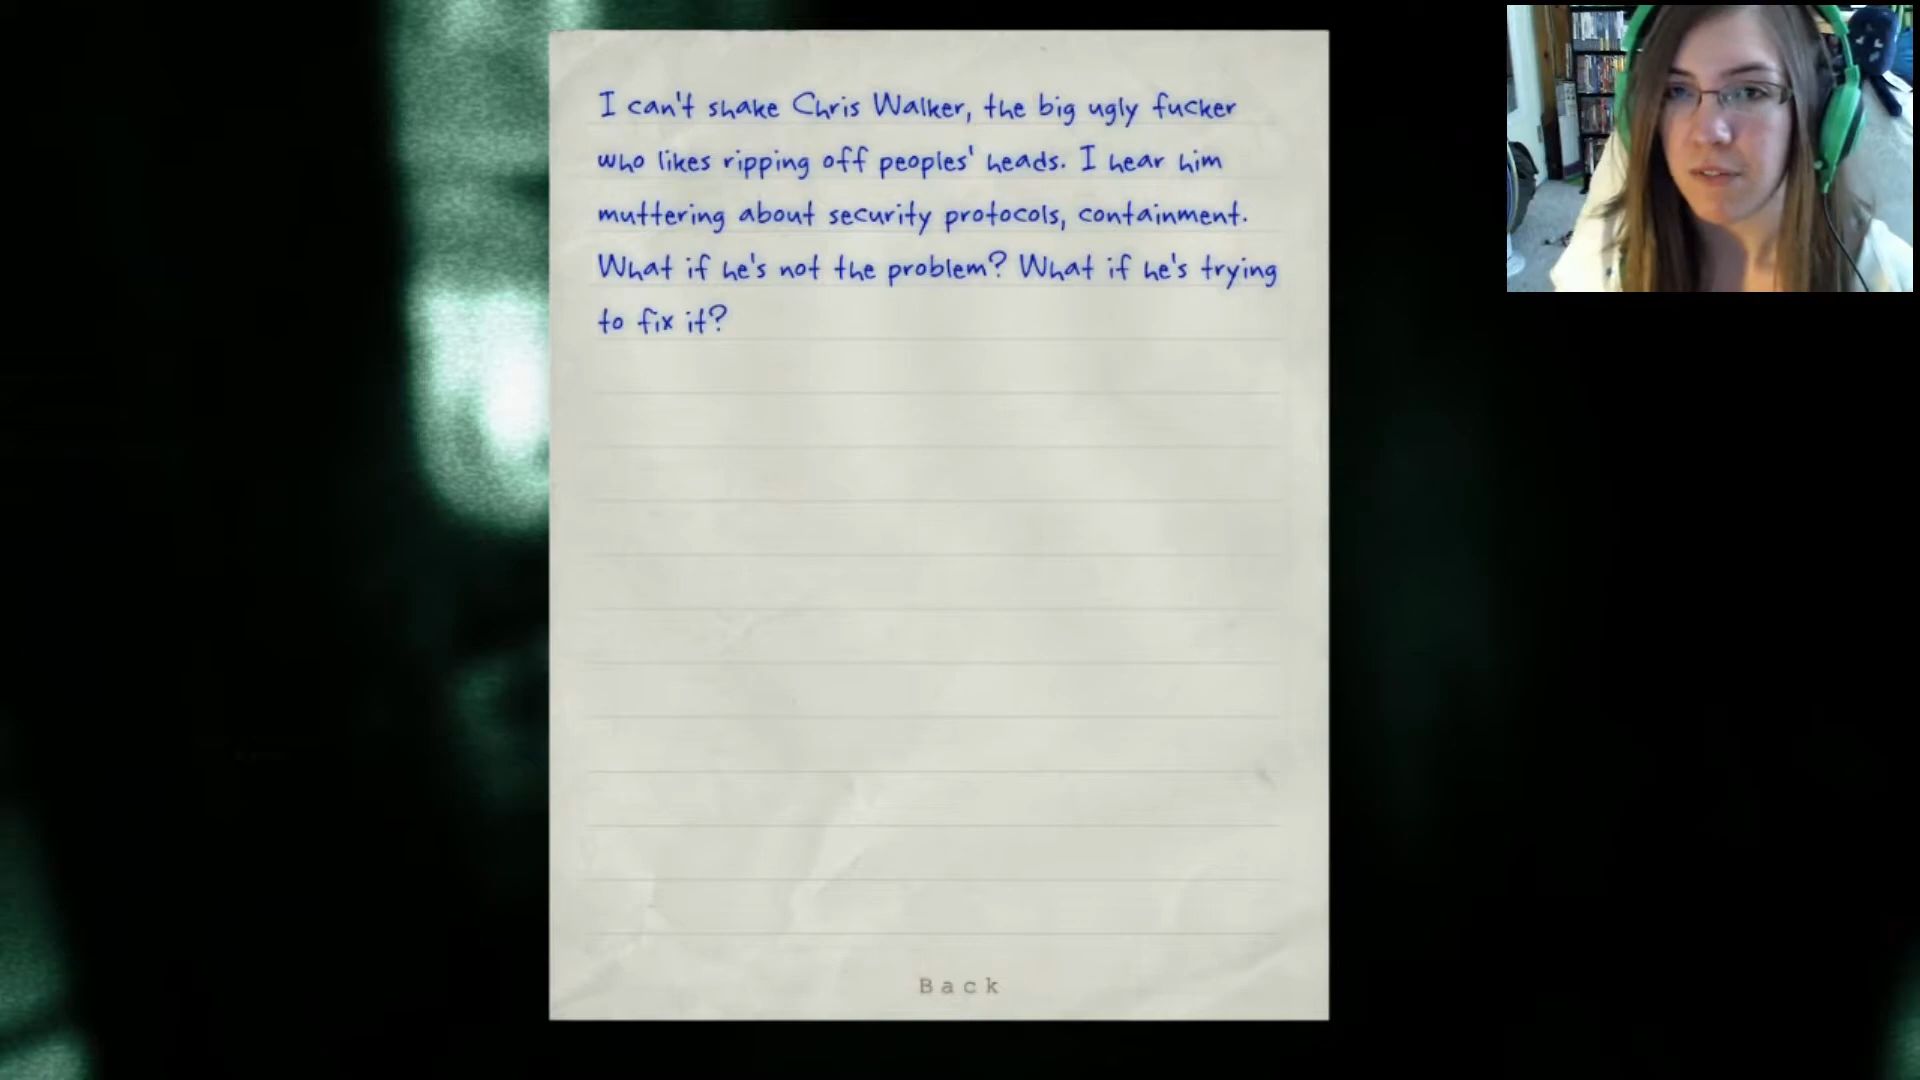 I can't shake Chris Walker, the big ugly fucker
who likes ripping off peoples' heads. I hear him
muttering about security protocols, containment.
What if he's not the problem? What if he's trying
to fix it?
Back